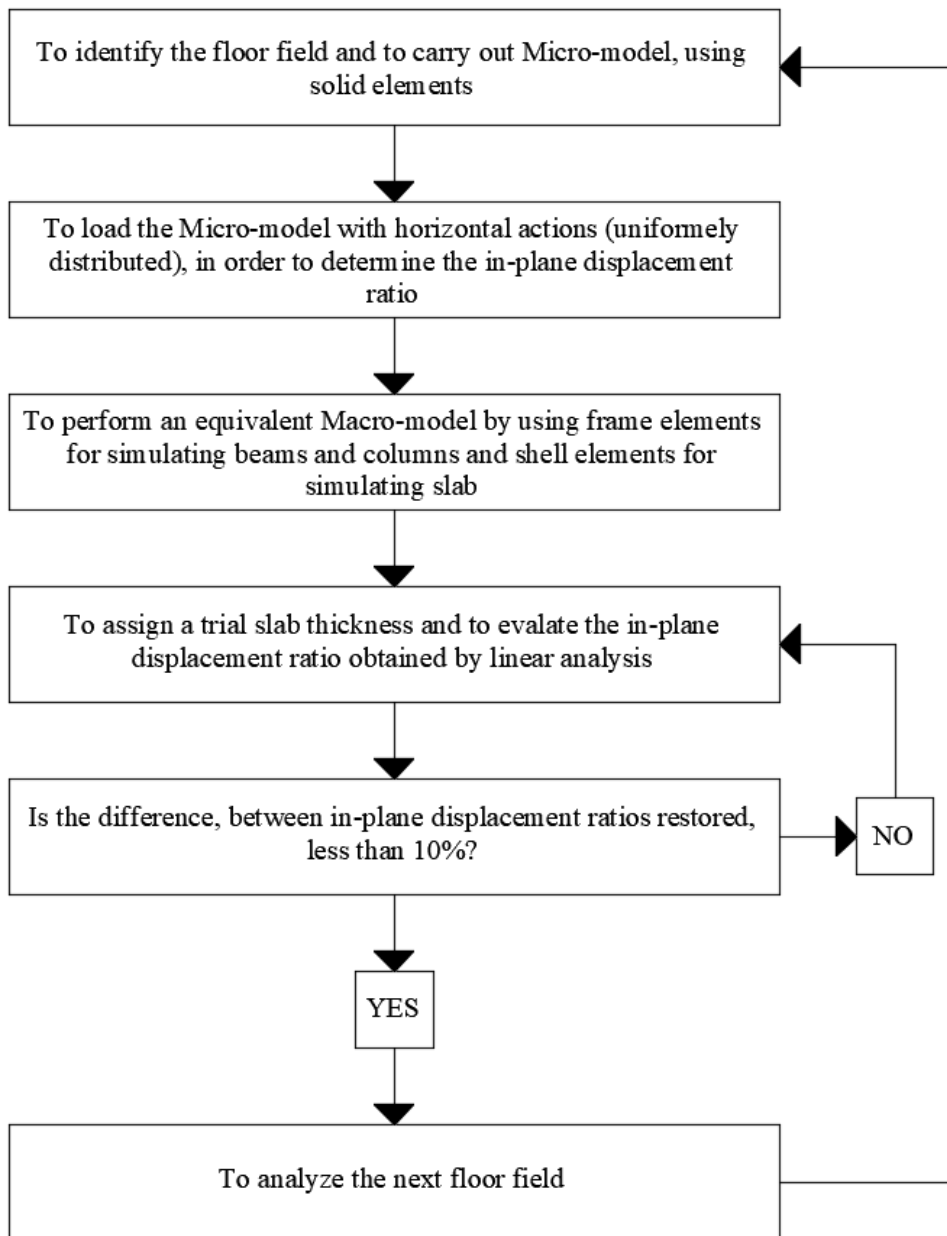 To identify the floor field and to carry out Micro-model, using
solid elements
To load the Micro-model with horizontal actions (uniformely
distributed), in order to determine the in-plane displacement
ratio
To perform an equivalent Macro-model by using frame elements
for simulating beams and columns and shell elements for
simulating slab
To assign a trial slab thickness and to evalate the in-plane
displacement ratio obtained by linear analysis
Is the difference, between in-plane displacement ratios restored,
less than 10%?
NO
YES
To analyze the next floor field